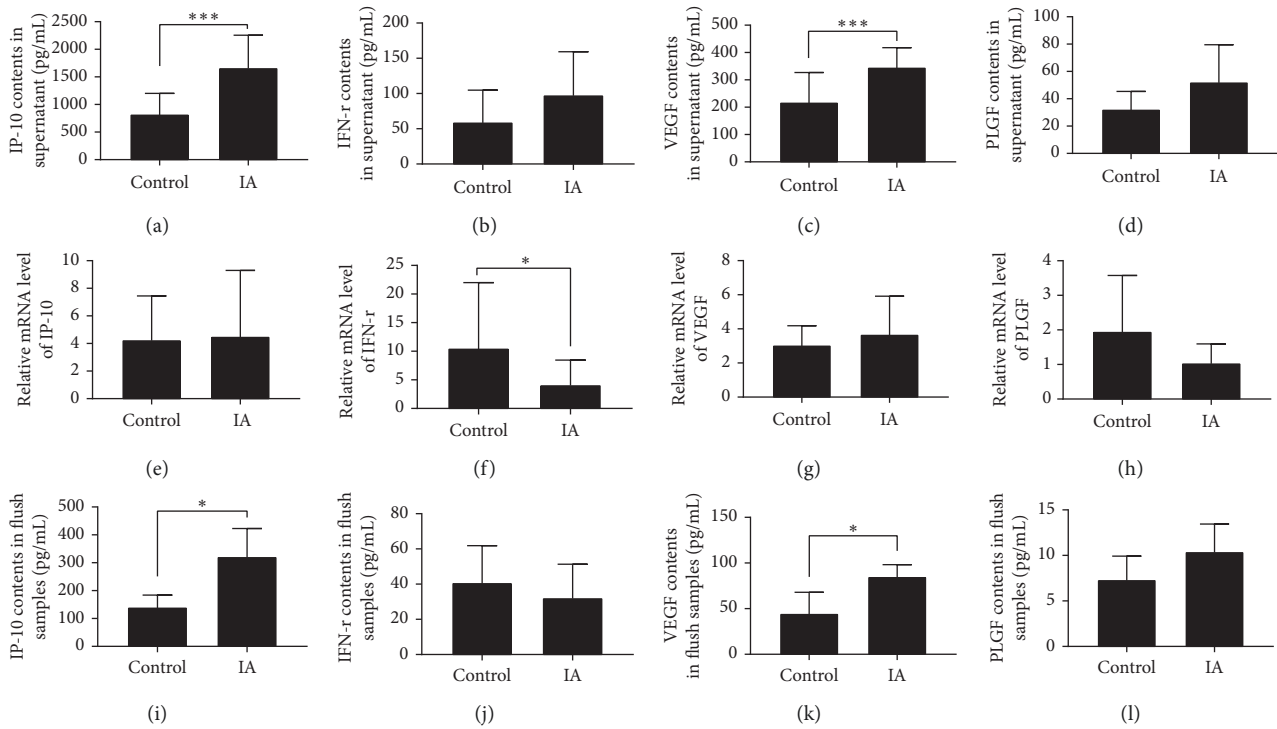 IP-10 contents in
supernatant (pg/mL)
2500
2000
1500
1000
500
0
***
Control
IA
(a)
IFN-r contents
in supernatant (pg/mL)
200
150
100
50
0
Control
IA
(b)
VEGF contents
in supernatant (pg/mL)
500
400
300
200
100
0
***
Control
IA
(c)
PLGF contents in
supernatant (pg/mL)
100
80
60
40
20
0
Control
IA
(d)
Relative mRNA level
of IP-10
10
8
6
4
2
0
Control
IA
(e)
Relative mRNA level
of IFN-r
25
20
15
10
5
0
*
Control
IA
(f)
Relative mRNA level
of VEGF
8
6
4
2
0
Control
IA
(g)
Relative mRNA level
of PLGF
4
3
2
1
0
Control
IA
(h)
IP-10 contents in flush
samples (pg/mL)
500
400
300
200
100
0
*
Control
IA
(i)
IFN-r contents in flush
samples (pg/mL)
80
60
40
20
0
Control
IA
(j)
VEGF contents
in flush samples (pg/mL)
150
100
50
0
*
Control
IA
(k)
PLGF contents in flush
samples (pg/mL)
15
10
5
0
Control
IA
(l)